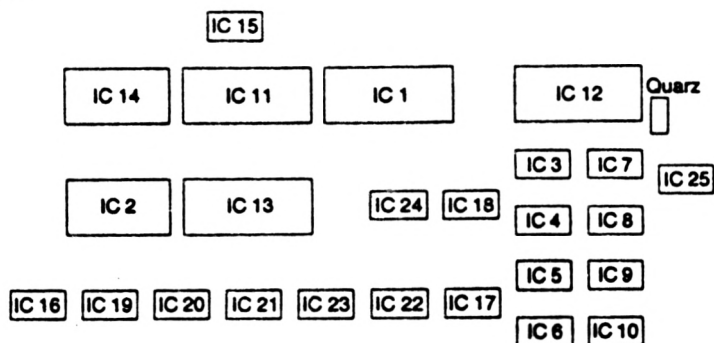 IC 15
IC 14 IC 11 IC 1 IC 12 Quarz
IC 3 IC 7
IC 25
IC 2 IC 13 IC 24 IC 18
IC 4 IC 8
IC 5 IC 9
IC 16 IC 19 IC 20 IC 21 IC 23 IC 22 IC 17
IC 6 IC 10